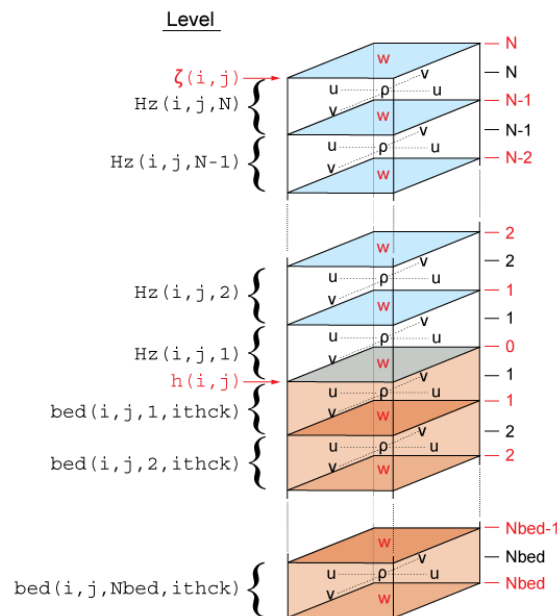 Level
w
N
ζ(i,j)
v
N
u ρ u
Hz(i,j,N)
v
w
N-1
v
N-1
Hz(i,j,N-1)
u ρ u
v
w
N-2
w
2
v
2
Hz(i,j,2)
u ρ u
v
w
1
v
1
Hz(i,j,1)
u ρ u
v
w
0
h(i,j)
v
1
u ρ u
bed(i,j,1,ithck)
v
w
1
v
2
u ρ u
bed(i,j,2,ithck)
v
w
2
w
Nbed-1
v
Nbed
u ρ u
bed(i,j,Nbed,ithck)
v
w
Nbed